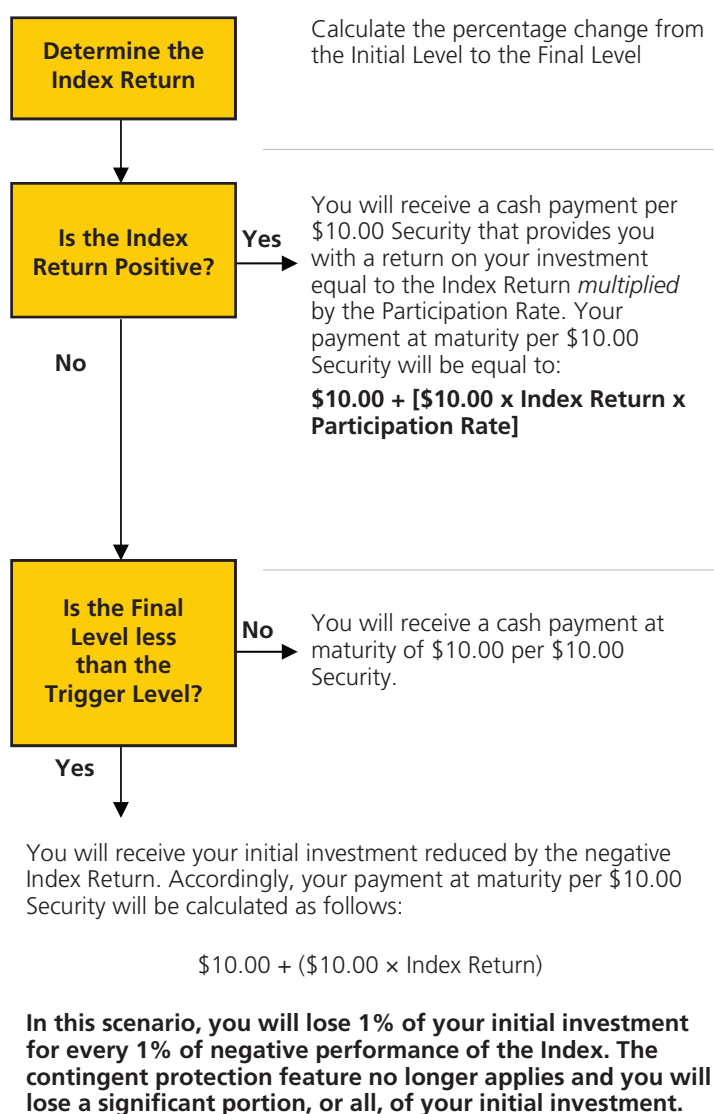 Determine the
Index Return
Calculate the percentage change from
the Initial Level to the Final Level
Is the Index
Return Positive?
Yes
You will receive a cash payment per
$10.00 Security that provides you
with a return on your investment
equal to the Index Return multiplied
by the Participation Rate. Your
payment at maturity per $10.00
Security will be equal to:
$10.00 + [$10.00 x Index Return x
Participation Rate]
No
Is the Final
Level less
than the
Trigger Level?
No
You will receive a cash payment at
maturity of $10.00 per $10.00
Security.
Yes
You will receive your initial investment reduced by the negative
Index Return. Accordingly, your payment at maturity per $10.00
Security will be calculated as follows:
$10.00 + ($10.00 × Index Return)
In this scenario, you will lose 1% of your initial investment
for every 1% of negative performance of the Index. The
contingent protection feature no longer applies and you will
lose a significant portion, or all, of your initial investment.